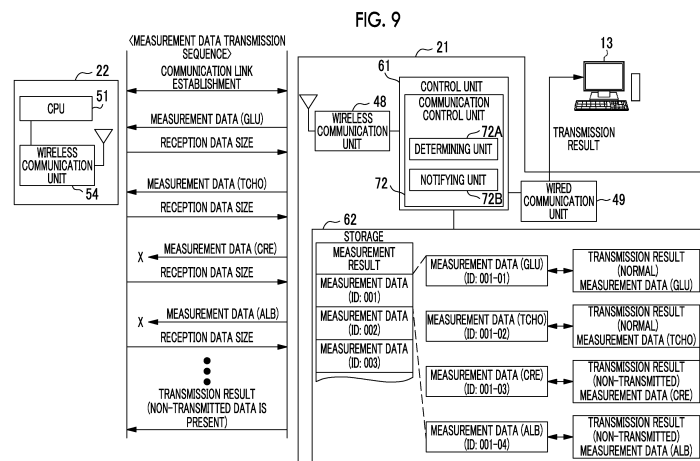 FIG. 9
<MEASUREMENT DATA TRANSMISSION
SEQUENCE>
22
CPU
51
WIRELESS
COMMUNICATION
UNIT
54
COMMUNICATION LINK
ESTABLISHMENT
MEASUREMENT DATA (GLU)
RECEPTION DATA SIZE
MEASUREMENT DATA (TCHO)
RECEPTION DATA SIZE
X
MEASUREMENT DATA (CRE)
RECEPTION DATA SIZE
X
MEASUREMENT DATA (ALB)
RECEPTION DATA SIZE
TRANSMISSION RESULT
(NON-TRANSMITTED DATA IS
PRESENT)
21
61
48
WIRELESS
COMMUNICATION
UNIT
CONTROL UNIT
COMMUNICATION
CONTROL UNIT
72A
DETERMINING UNIT
NOTIFYING UNIT
72
72B
13
TRANSMISSION
RESULT
WIRED
COMMUNICATION
UNIT
49
62
STORAGE
MEASUREMENT
RESULT
MEASUREMENT DATA
(ID: 001)
MEASUREMENT DATA
(ID: 002)
MEASUREMENT DATA
(ID: 003)
MEASUREMENT DATA (GLU)
(ID: 001-01)
TRANSMISSION RESULT
(NORMAL)
MEASUREMENT DATA (GLU)
MEASUREMENT DATA (TCHO)
(ID: 001-02)
TRANSMISSION RESULT
(NORMAL)
MEASUREMENT DATA (TCHO)
MEASUREMENT DATA (CRE)
(ID: 001-03)
TRANSMISSION RESULT
(NON-TRANSMITTED)
MEASUREMENT DATA (CRE)
MEASUREMENT DATA (ALB)
(ID: 001-04)
TRANSMISSION RESULT
(NON-TRANSMITTED)
MEASUREMENT DATA (ALB)